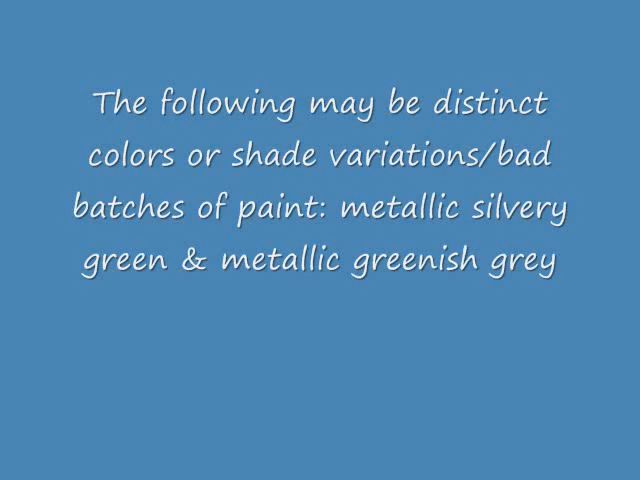 The following may be distinct
colors or shade variations/bad
batches of paint: metallic silvery
green & metallic greenish grey